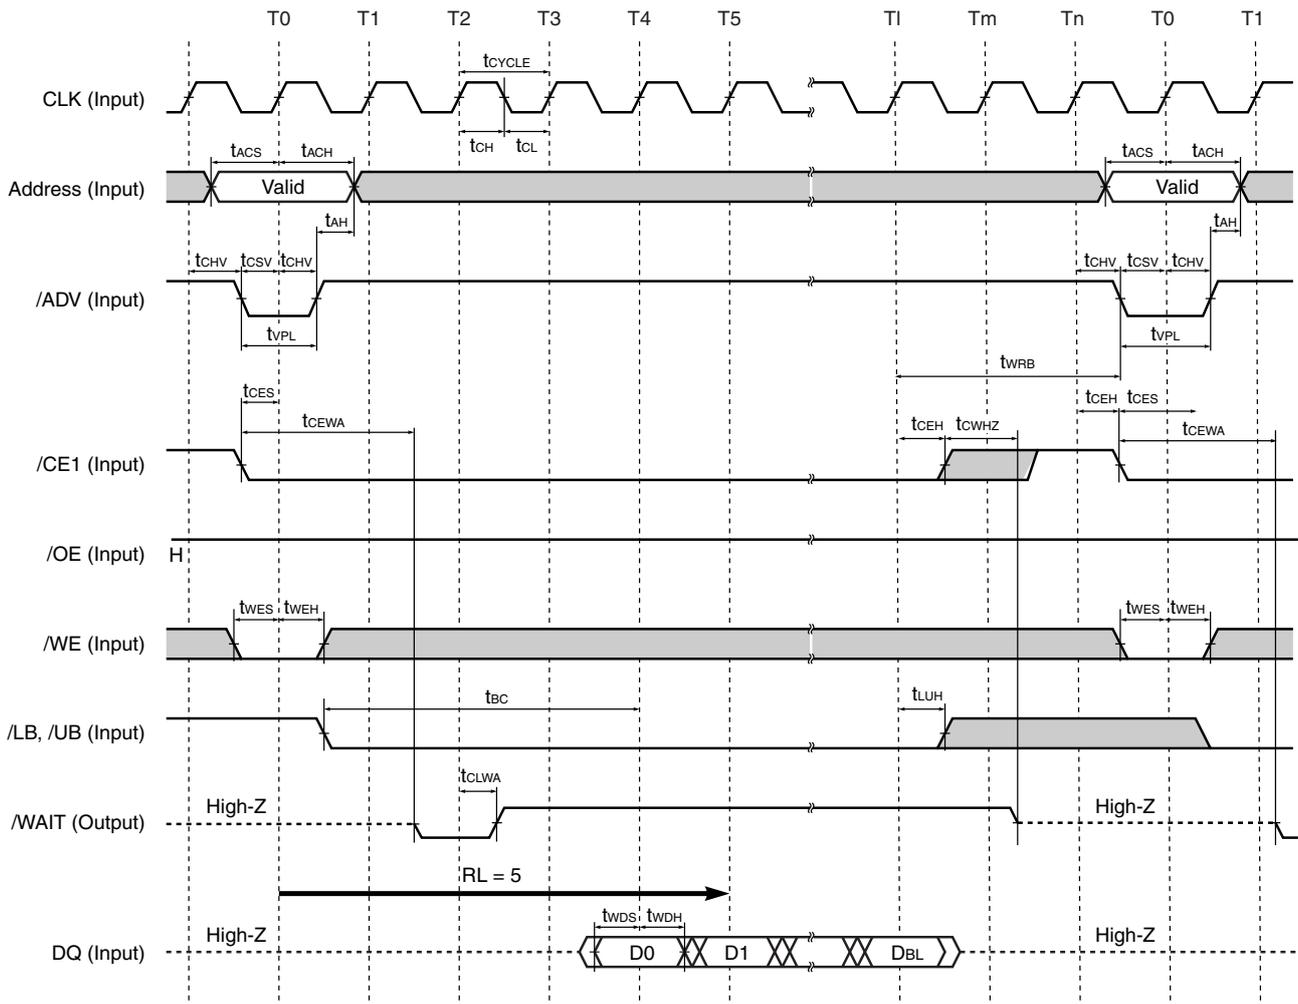 T0 T1 T2 T3 T4 T5 Tl Tm Tn T0 T1
tCYCLE
CLK (Input)
tCH tCL
tACS tACH tACS tACH
Address (Input) Valid Valid
tAH tAH
tCHV tCSV tCHV tCHV tCSV tCHV
/ADV (Input)
tVPL tVPL
tWRB
tCES tCEH tCES
tCEWA tCEH tCWHZ tCEWA
/CE1 (Input)
/OE (Input) H
tWES tWEH tWES tWEH
/WE (Input)
tBC tLUH
/LB, /UB (Input)
tCLWA
High-Z High-Z
/WAIT (Output)
RL = 5
tWDS tWDH
High-Z High-Z
DQ (Input) D0 D1 DBL